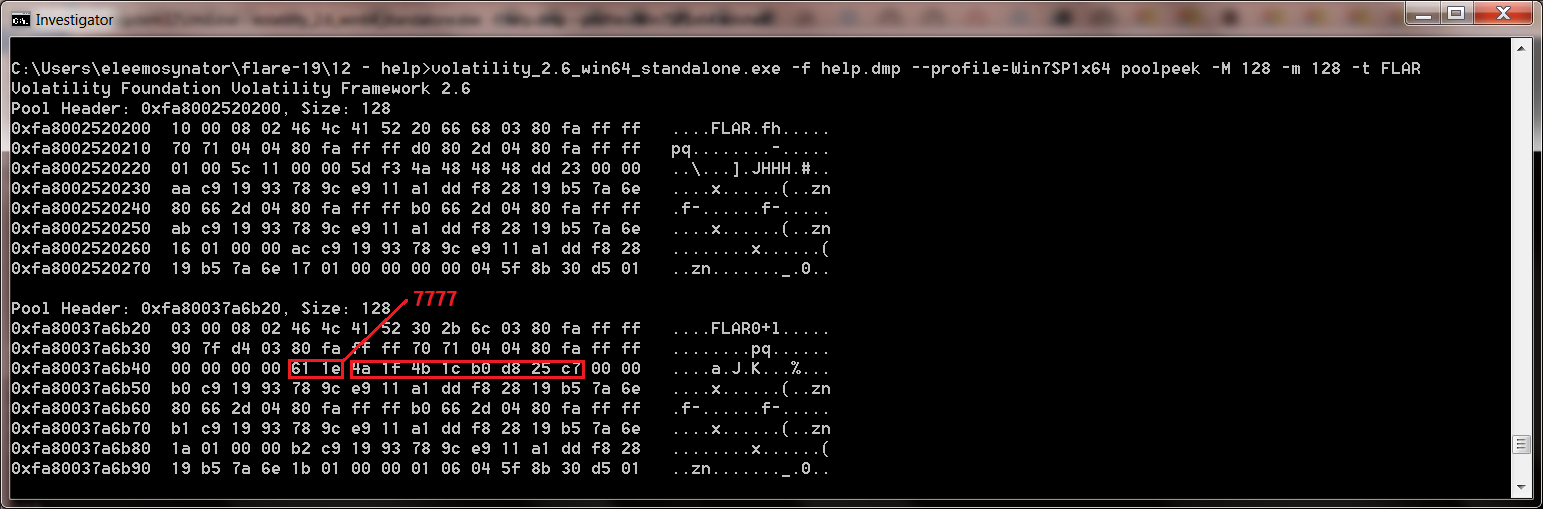 Investigator
C:\Users\eleemosynator\flare-19\12 - help>volatility_2.6_win64_standalone.exe -f help.dmp --profile=Win7SP1x64 poolpeek -M 128 -m 128 -t FLAR
Volatility Foundation Volatility Framework 2.6
Pool Header: 0xfa8002520200, Size: 128
0xfa8002520200  10 00 08 02 46 4c 41 52 20 66 68 03 80 fa ff ff   ....FLAR.fh.....
0xfa8002520210  70 71 04 04 80 fa ff ff d0 80 2d 04 80 fa ff ff   pq........-.....
0xfa8002520220  01 00 5c 11 00 00 5d f3 4a 48 48 48 dd 23 00 00   ..\...].JHHH.#..
0xfa8002520230  aa c9 19 93 78 9c e9 11 a1 dd f8 28 19 b5 7a 6e   ....x......(..zn
0xfa8002520240  80 66 2d 04 80 fa ff ff b0 66 2d 04 80 fa ff ff   .f-......f-.....
0xfa8002520250  ab c9 19 93 78 9c e9 11 a1 dd f8 28 19 b5 7a 6e   ....x......(..zn
0xfa8002520260  16 01 00 00 ac c9 19 93 78 9c e9 11 a1 dd f8 28   ........x......(
0xfa8002520270  19 b5 7a 6e 17 01 00 00 00 00 04 5f 8b 30 d5 01   ..zn......._.0..
Pool Header: 0xfa80037a6b20, Size: 128
7777
0xfa80037a6b20  03 00 08 02 46 4c 41 52 30 2b 6c 03 80 fa ff ff   ....FLAR0+l.....
0xfa80037a6b30  90 7f d4 03 80 fa ff ff 70 71 04 04 80 fa ff ff   ........pq......
0xfa80037a6b40  00 00 00 00 61 1e 4a 1f 4b 1c b0 d8 25 c7 00 00   ....a.J.K...%...
0xfa80037a6b50  b0 c9 19 93 78 9c e9 11 a1 dd f8 28 19 b5 7a 6e   ....x......(..zn
0xfa80037a6b60  80 66 2d 04 80 fa ff ff b0 66 2d 04 80 fa ff ff   .f-......f-.....
0xfa80037a6b70  b1 c9 19 93 78 9c e9 11 a1 dd f8 28 19 b5 7a 6e   ....x......(..zn
0xfa80037a6b80  1a 01 00 00 b2 c9 19 93 78 9c e9 11 a1 dd f8 28   ........x......(
0xfa80037a6b90  19 b5 7a 6e 1b 01 00 00 01 06 04 5f 8b 30 d5 01   ..zn......._.0..